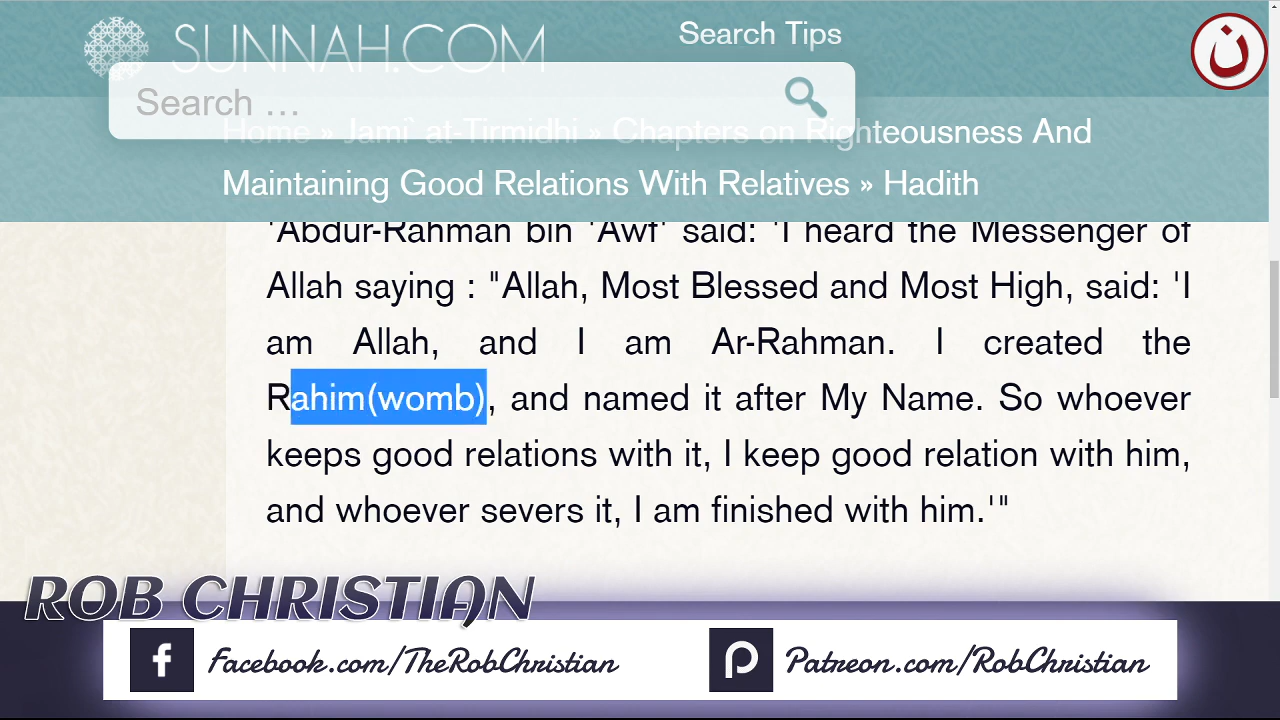 SUNNAH.COM
Search Tips
ن
Search ...
Home » Jami` at-Tirmidhi » Chapters on Righteousness And
Maintaining Good Relations With Relatives » Hadith
'Abdur-Rahman bin 'Awf' said: 'I heard the Messenger of
Allah saying : "Allah, Most Blessed and Most High, said: 'I
am Allah, and I am Ar-Rahman. I created the
Rahim(womb), and named it after My Name. So whoever
keeps good relations with it, I keep good relation with him,
and whoever severs it, I am finished with him.'"
ROB CHRISTIAN
Facebook.com/TheRobChristian
Patreon.com/RobChristian